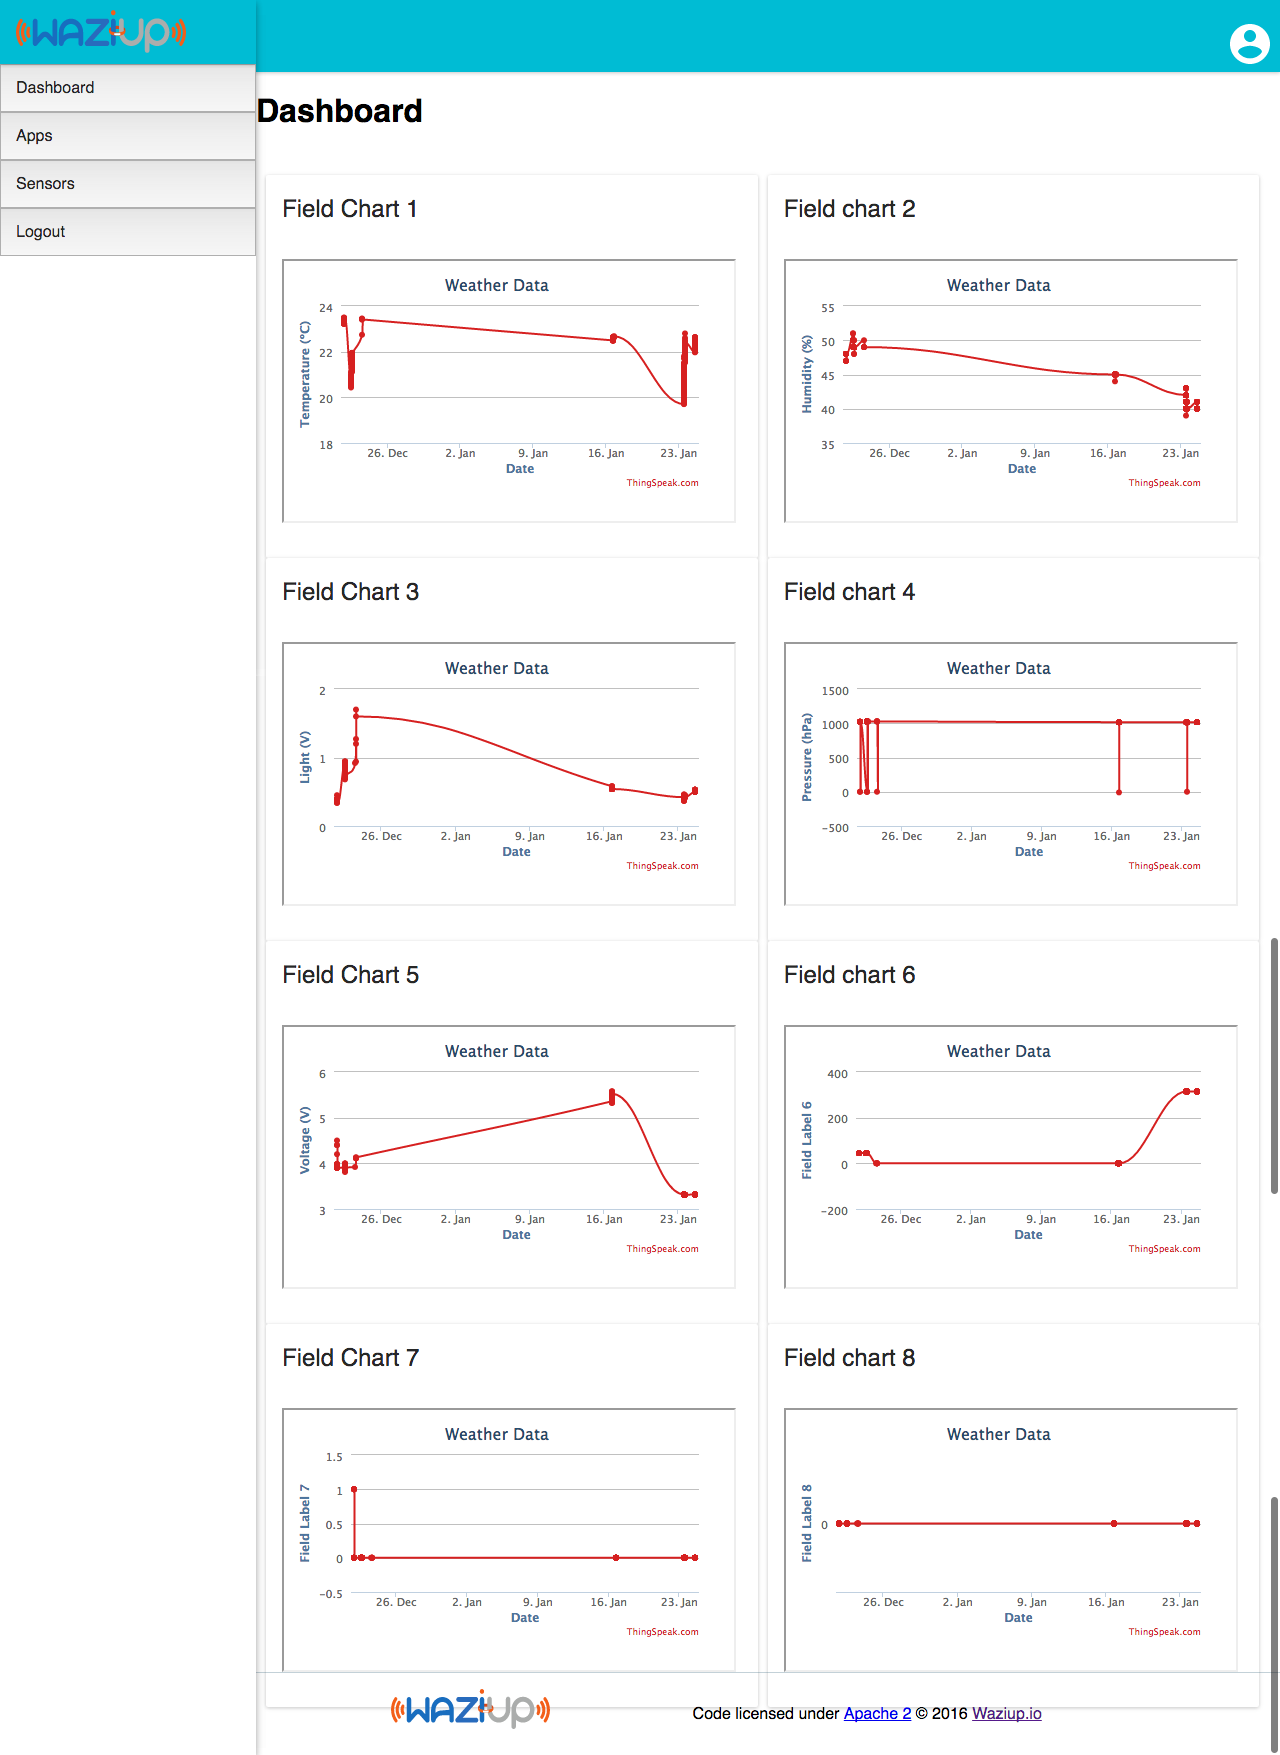 WAZIUP
Dashboard
Apps
Sensors
Logout
Dashboard
Field Chart 1
Weather Data
Temperature (°C)
24
22
20
18
26. Dec 2. Jan 9. Jan 16. Jan 23. Jan
Date
ThingSpeak.com
Field chart 2
Weather Data
Humidity (%)
55
50
45
40
35
26. Dec 2. Jan 9. Jan 16. Jan 23. Jan
Date
ThingSpeak.com
Field Chart 3
Weather Data
Light (V)
2
1
0
26. Dec 2. Jan 9. Jan 16. Jan 23. Jan
Date
ThingSpeak.com
Field chart 4
Weather Data
Pressure (hPa)
1500
1000
500
0
−500
26. Dec 2. Jan 9. Jan 16. Jan 23. Jan
Date
ThingSpeak.com
Field Chart 5
Weather Data
Voltage (V)
6
5
4
3
26. Dec 2. Jan 9. Jan 16. Jan 23. Jan
Date
ThingSpeak.com
Field chart 6
Weather Data
Field Label 6
400
200
0
−200
26. Dec 2. Jan 9. Jan 16. Jan 23. Jan
Date
ThingSpeak.com
Field Chart 7
Weather Data
Field Label 7
1.5
1
0.5
0
−0.5
26. Dec 2. Jan 9. Jan 16. Jan 23. Jan
Date
ThingSpeak.com
Field chart 8
Weather Data
Field Label 8
0
26. Dec 2. Jan 9. Jan 16. Jan 23. Jan
Date
ThingSpeak.com
WAZIUP
Code licensed under Apache 2 © 2016 Waziup.io